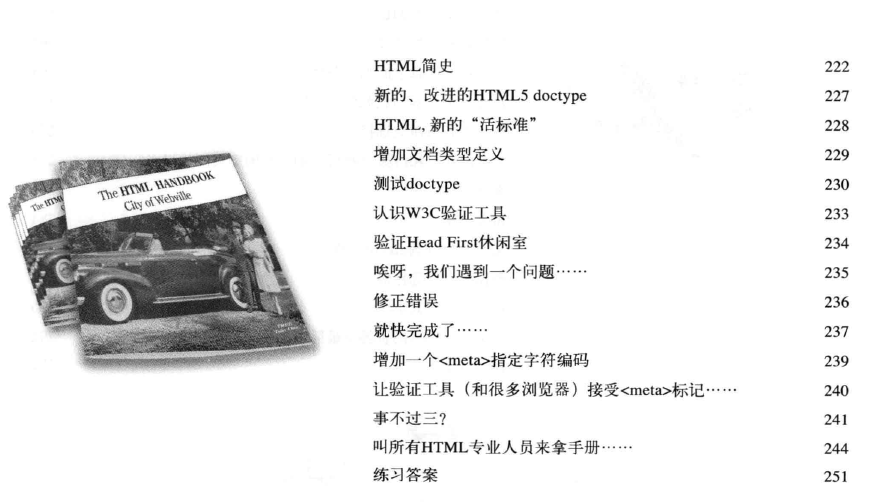 HTML简史 222
新的、改进的HTML5 doctype 227
HTML, 新的“活标准” 228
增加文档类型定义 229
测试doctype 230
认识W3C验证工具 233
验证Head First休闲室 234
唉呀，我们遇到一个问题…… 235
修正错误 236
就快完成了…… 237
增加一个<meta>指定字符编码 239
让验证工具（和很多浏览器）接受<meta>标记…… 240
事不过三? 241
叫所有HTML专业人员来拿手册…… 244
练习答案 251
The HTML HANDBOOK
City of Webville
The HTML